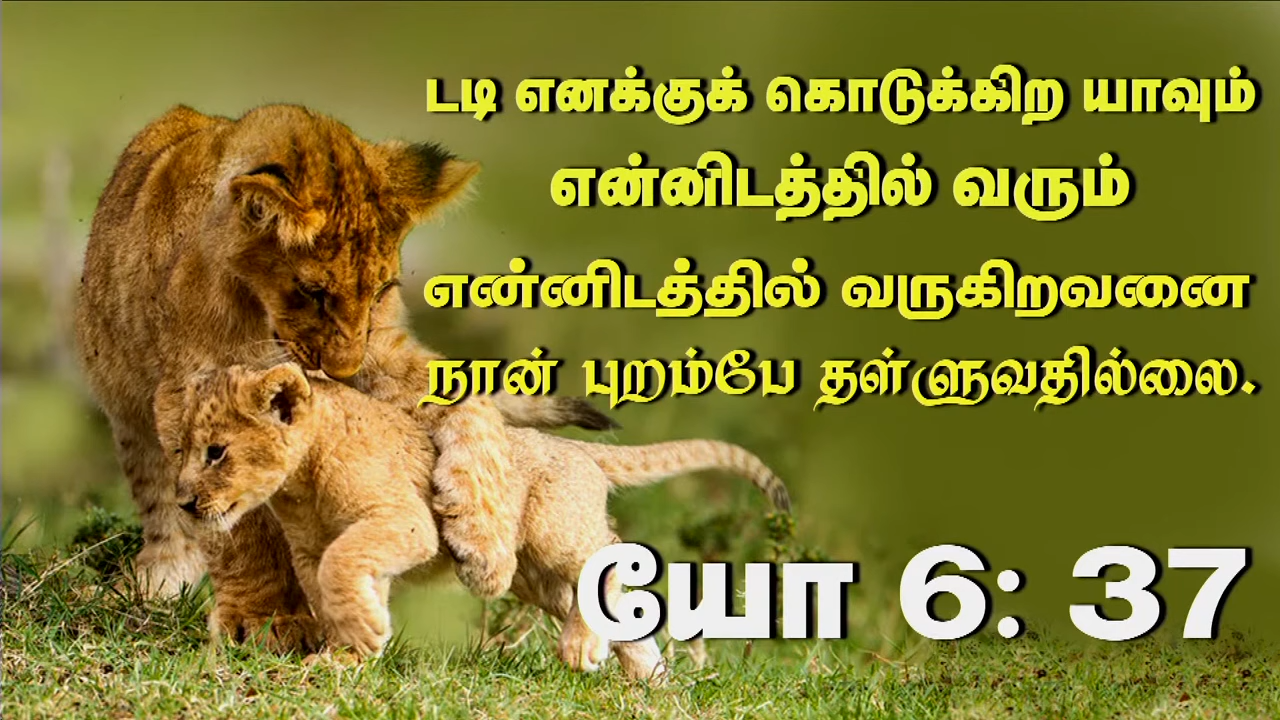 டடி எனக்குக் கொடுக்கிற யாவும்
என்னிடத்தில் வரும்
என்னிடத்தில் வருகிறவனை
நான் புறம்பே தள்ளுவதில்லை.
யோ 6: 37